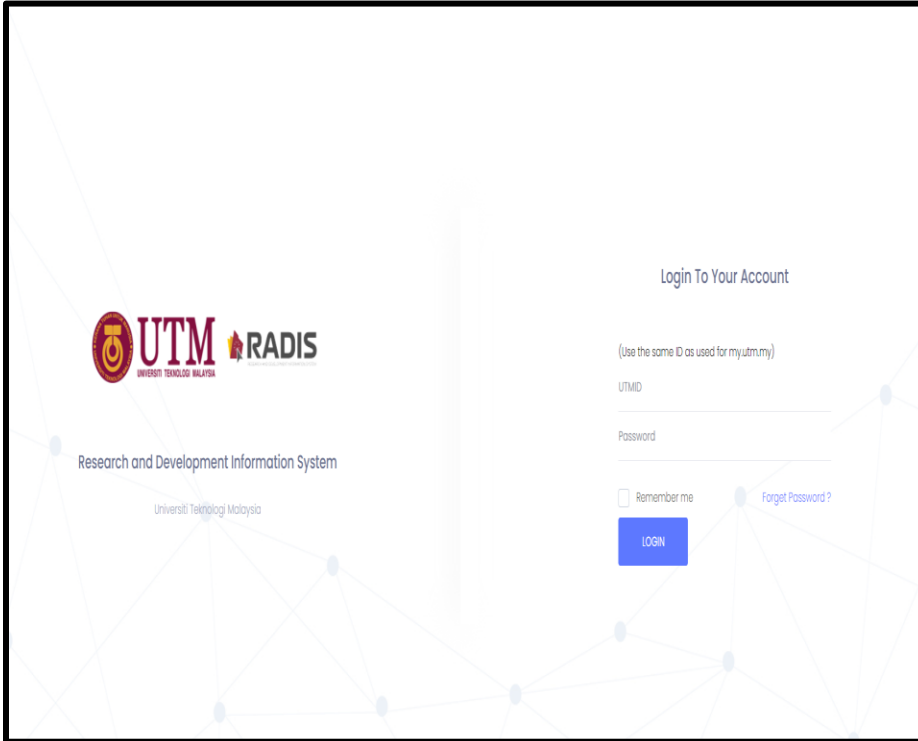 UTM
UNIVERSITI TEKNOLOGI MALAYSIA
RADIS
Research and Development Information System
Universiti Teknologi Malaysia
Login To Your Account
(Use the same ID as used for my.utm.my)
UTMID
Password
Remember me
Forget Password ?
LOGIN